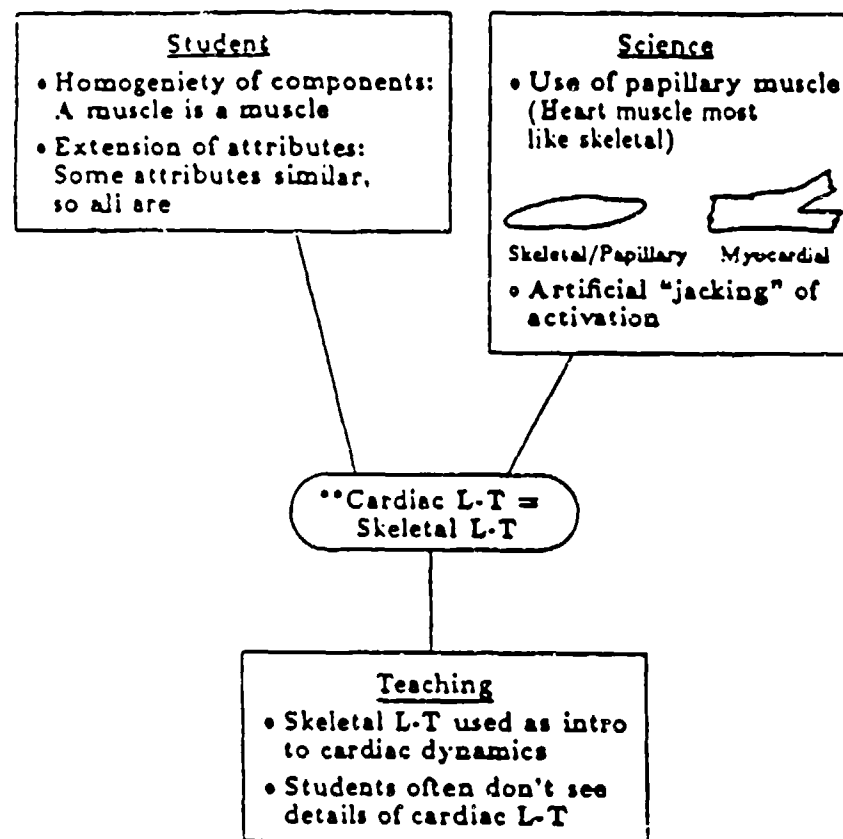 Student
• Homogeniety of components:
A muscle is a muscle
• Extension of attributes:
Some attributes similar,
so all are
Science
• Use of papillary muscle
(Heart muscle most
like skeletal)
Skeletal/Papillary Myocardial
• Artificial "jacking" of
activation
**Cardiac L-T =
Skeletal L-T
Teaching
• Skeletal L-T used as intro
to cardiac dynamics
• Students often don't see
details of cardiac L-T